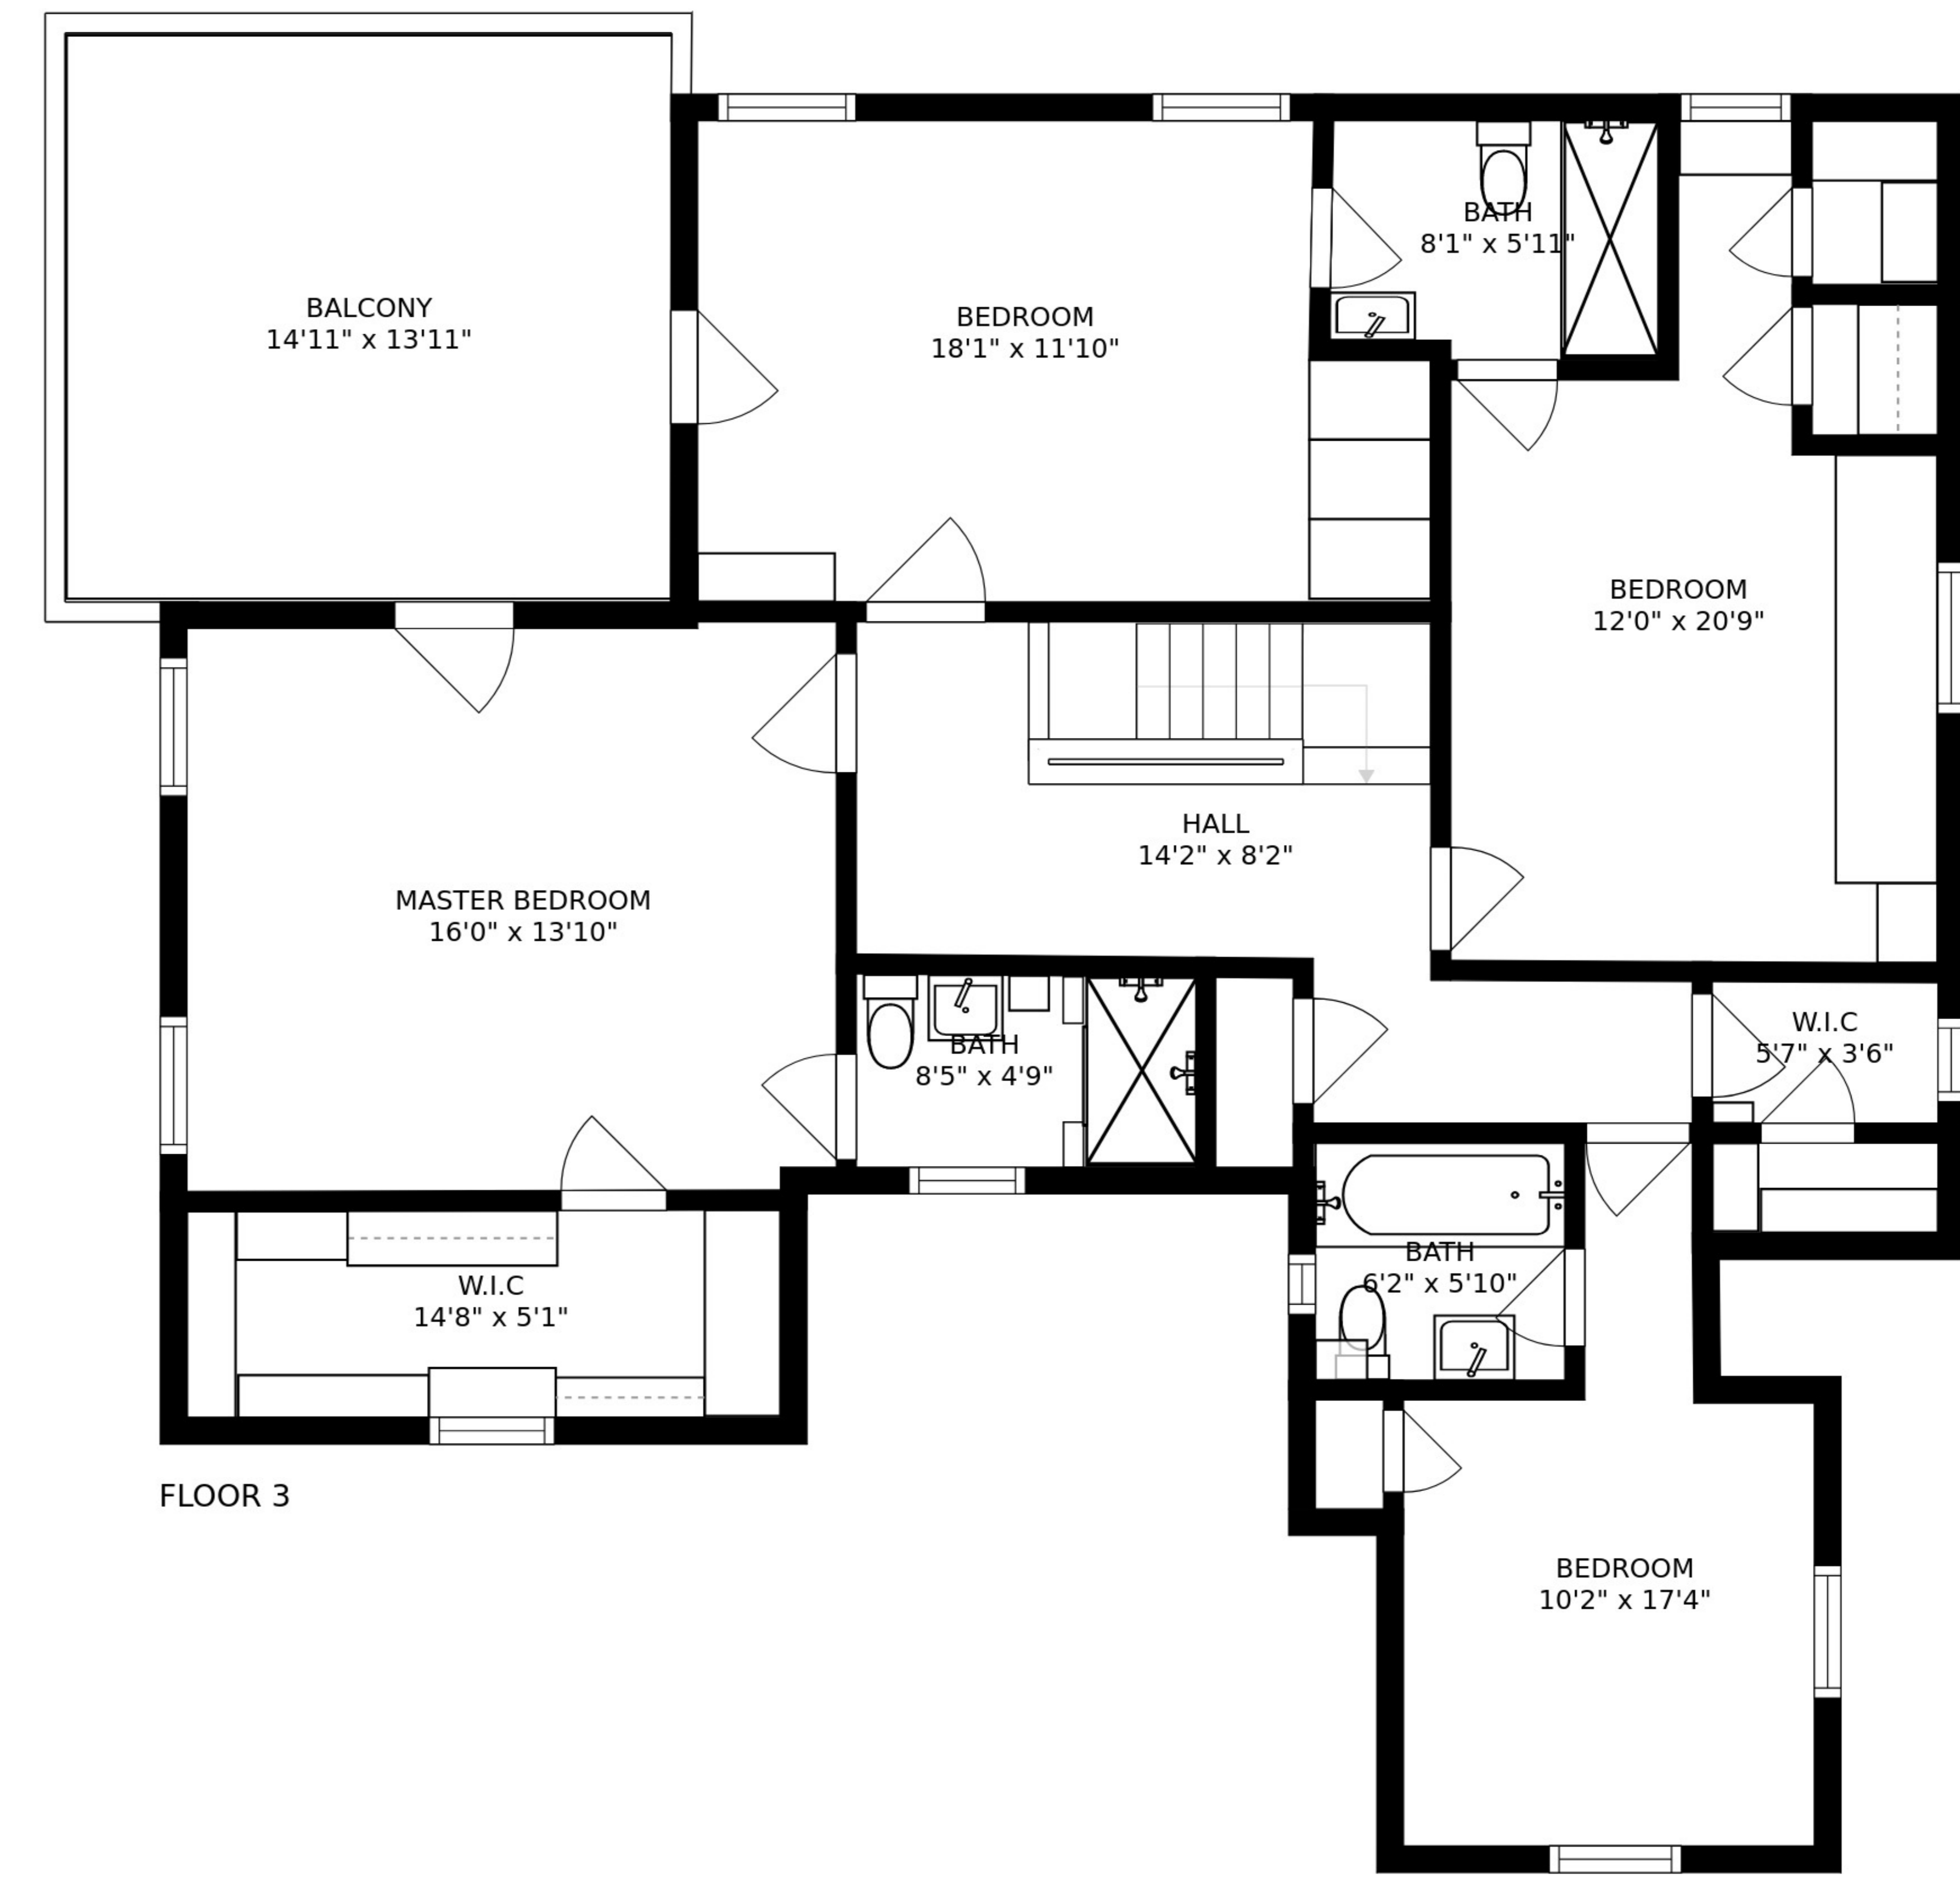 BALCONY
14'11" x 13'11"
BEDROOM
18'1" x 11'10"
BATH
8'1" x 5'11"
BEDROOM
12'0" x 20'9"
HALL
14'2" x 8'2"
MASTER BEDROOM
16'0" x 13'10"
BATH
8'5" x 4'9"
W.I.C
5'7" x 3'6"
W.I.C
14'8" x 5'1"
BATH
6'2" x 5'10"
FLOOR 3
BEDROOM
10'2" x 17'4"